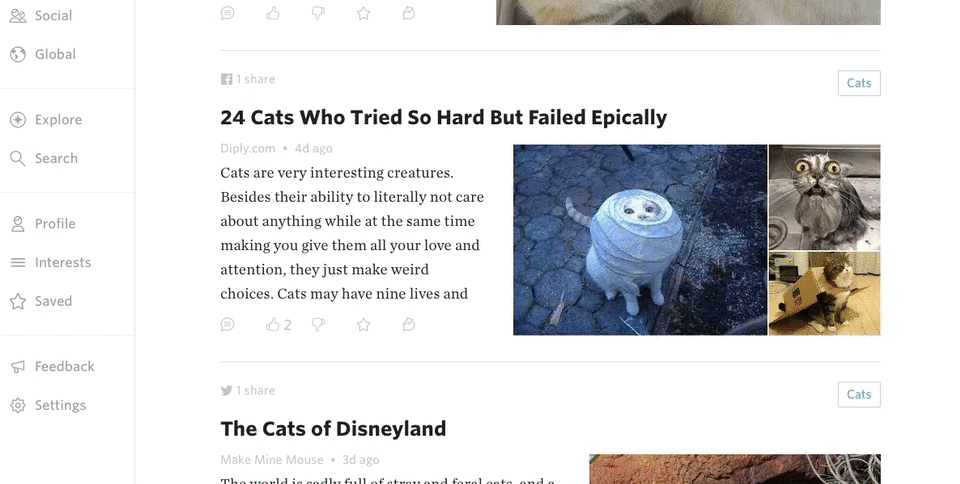 Social
Global
Explore
Search
Profile
Interests
Saved
Feedback
Settings
1 share
Cats
24 Cats Who Tried So Hard But Failed Epically
Diply.com • 4d ago
Cats are very interesting creatures.
Besides their ability to literally not care
about anything while at the same time
making you give them all your love and
attention, they just make weird
choices. Cats may have nine lives and
2
1 share
Cats
The Cats of Disneyland
Make Mine Mouse • 3d ago
The world is sadly full of stray and feral cats, and a